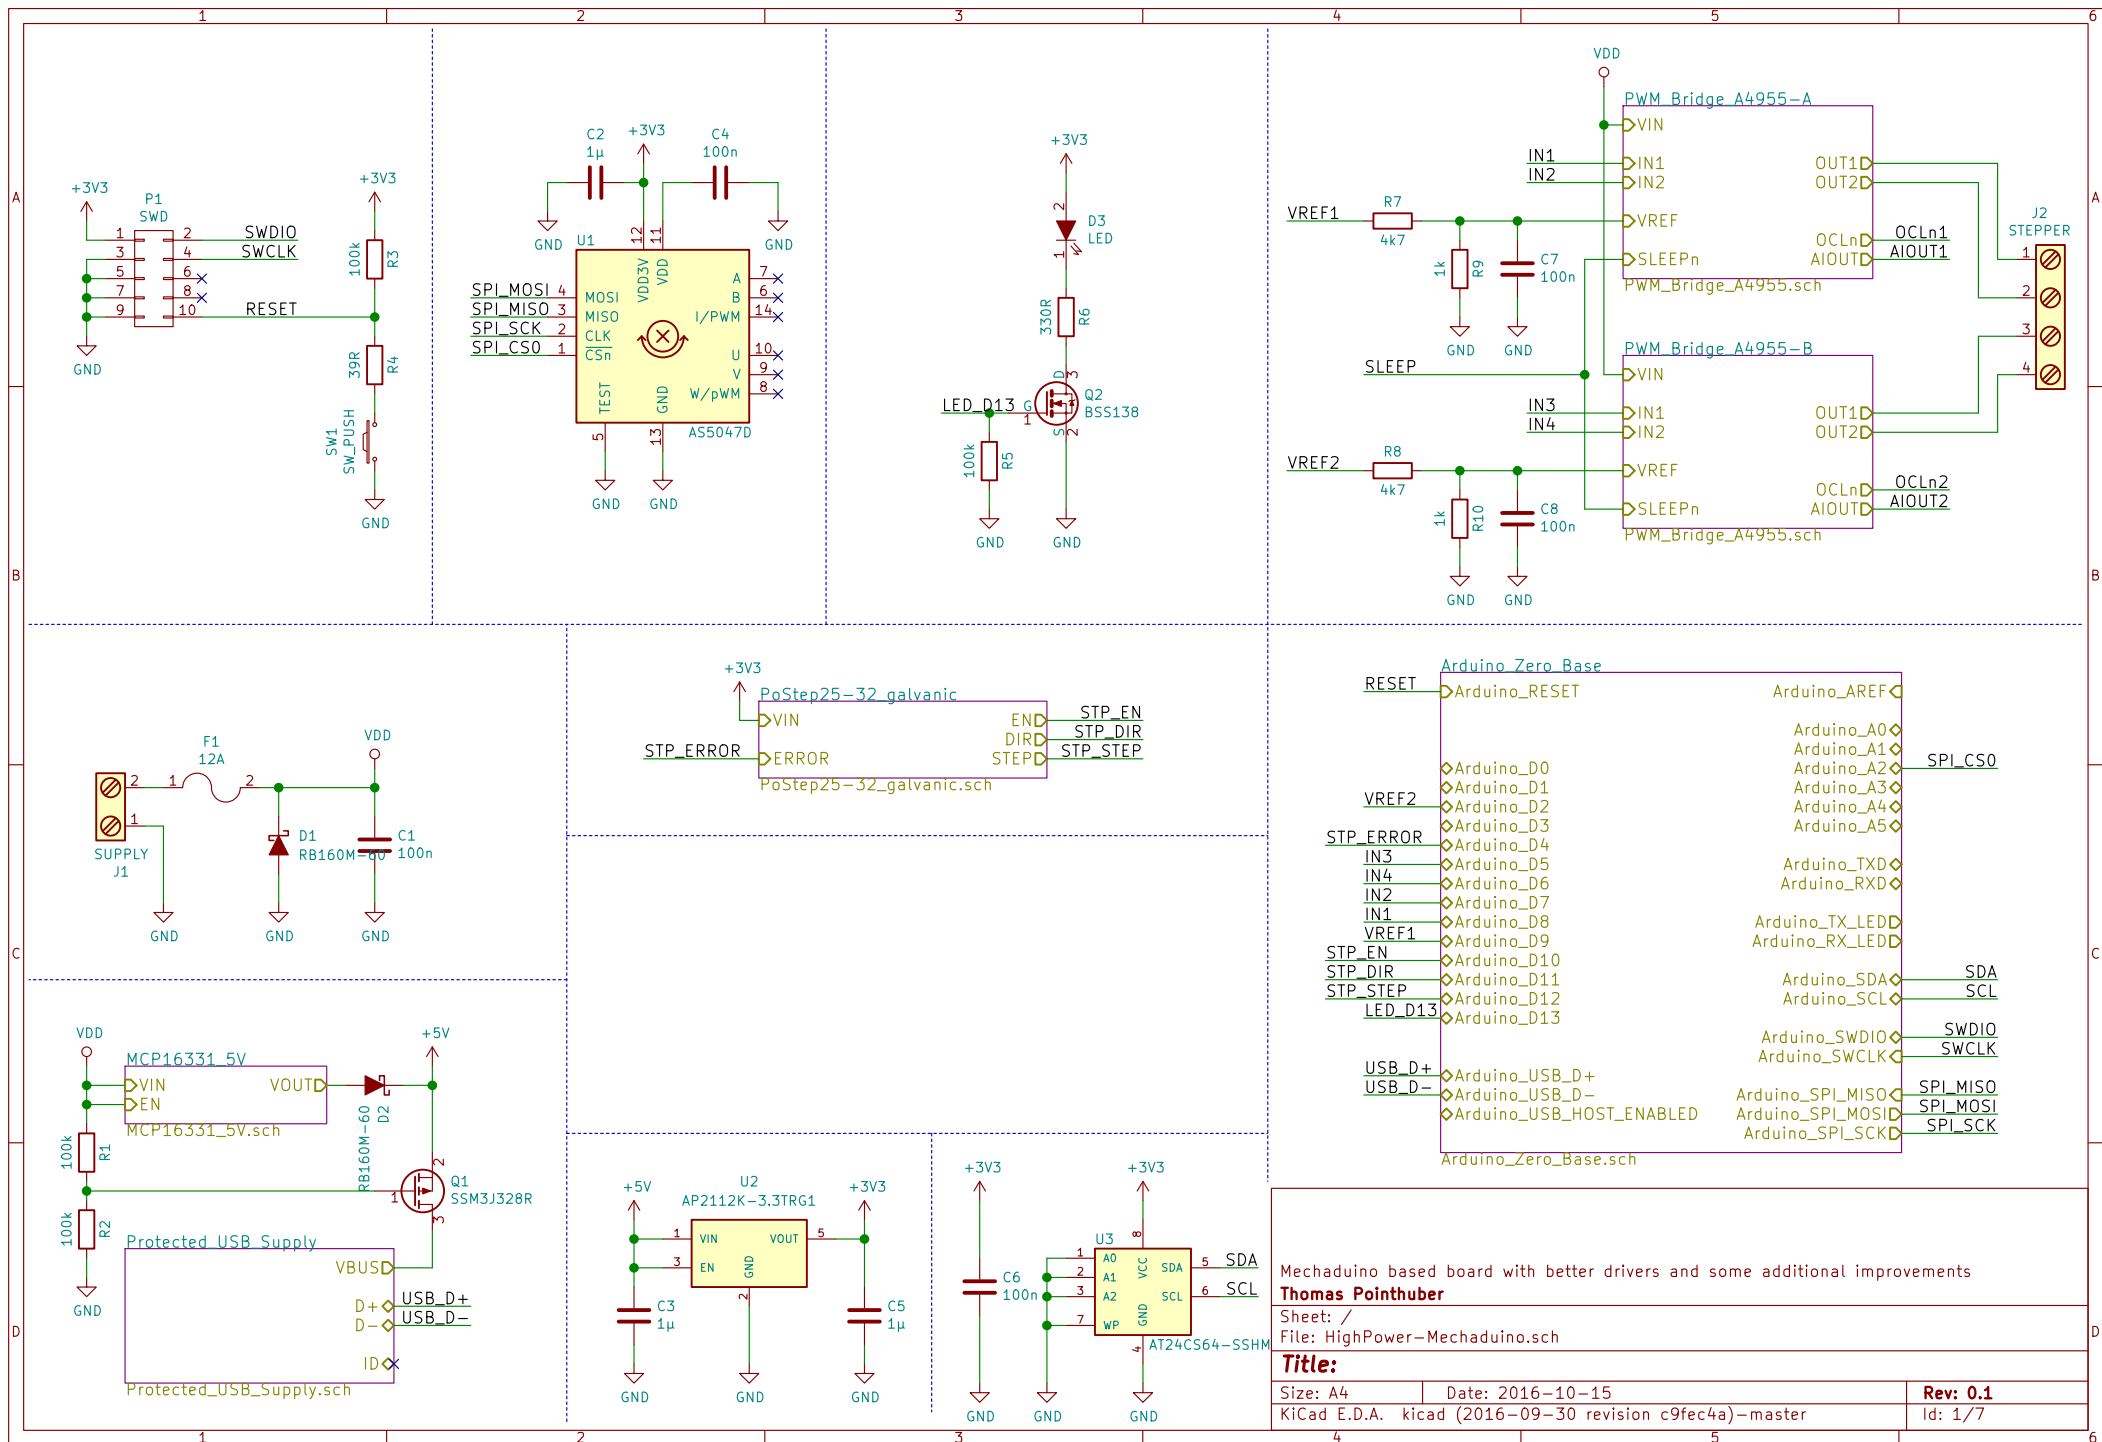 1 2 3 4 5 6
A
B
C
D
+3V3
P1
SWD
1 2 SWDIO
3 4 SWCLK
5 6
7 8
9 10 RESET
GND
+3V3
100k R3
39R R4
SW1
SW_PUSH
GND
C2
1µ
+3V3
C4
100n
GND
GND
U1
12 11
VDD3V VDD
SPI_MOSI 4 MOSI
SPI_MISO 3 MISO
SPI_SCK 2 CLK
SPI_CS0 1 CSn
A 7
B 6
I/PWM 14
U 10
V 9
W/pWM 8
TEST GND
5 13
AS5047D
GND GND
+3V3
2
D3
LED
1
330R R6
D 3
Q2
BSS138
LED_D13
G
1
S 2
100k R5
GND GND
VDD
PWM_Bridge_A4955-A
VIN
IN1 IN1
IN2 IN2
VREF
SLEEPn
OUT1
OUT2
OCLn OCLn1
AIOUT AIOUT1
PWM_Bridge_A4955.sch
VREF1
R7
4k7
1k R9
C7
100n
GND GND
J2
STEPPER
1
2
3
4
SLEEP
PWM_Bridge_A4955-B
VIN
IN3 IN1
IN4 IN2
VREF
SLEEPn
OUT1
OUT2
OCLn OCLn2
AIOUT AIOUT2
PWM_Bridge_A4955.sch
VREF2
R8
4k7
1k R10
C8
100n
GND GND
F1
12A
VDD
2 1 2
1
SUPPLY
J1
D1
RB160M-60
C1
100n
GND GND GND
+3V3
PoStep25-32_galvanic
VIN
STP_ERROR ERROR
EN STP_EN
DIR STP_DIR
STEP STP_STEP
PoStep25-32_galvanic.sch
Arduino_Zero_Base
RESET Arduino_RESET
Arduino_D0
Arduino_D1
VREF2 Arduino_D2
Arduino_D3
STP_ERROR Arduino_D4
IN3 Arduino_D5
IN4 Arduino_D6
IN2 Arduino_D7
IN1 Arduino_D8
VREF1 Arduino_D9
STP_EN Arduino_D10
STP_DIR Arduino_D11
STP_STEP Arduino_D12
LED_D13 Arduino_D13
USB_D+ Arduino_USB_D+
USB_D- Arduino_USB_D-
Arduino_USB_HOST_ENABLED
Arduino_AREF
Arduino_A0
Arduino_A1
Arduino_A2 SPI_CS0
Arduino_A3
Arduino_A4
Arduino_A5
Arduino_TXD
Arduino_RXD
Arduino_TX_LED
Arduino_RX_LED
Arduino_SDA SDA
Arduino_SCL SCL
Arduino_SWDIO SWDIO
Arduino_SWCLK SWCLK
Arduino_SPI_MISO SPI_MISO
Arduino_SPI_MOSI SPI_MOSI
Arduino_SPI_SCK SPI_SCK
Arduino_Zero_Base.sch
VDD
MCP16331_5V
VIN VOUT
EN
MCP16331_5V.sch
+5V
RB160M-60 D2
100k R1
100k R2
GND
2
1
3
Q1
SSM3J328R
Protected_USB_Supply
VBUS
D+ USB_D+
D- USB_D-
ID
Protected_USB_Supply.sch
U2
AP2112K-3.3TRG1
+5V +3V3
1 VIN VOUT 5
3 EN GND
2
C3
1µ
C5
1µ
GND GND GND
+3V3 +3V3
U3
8
VCC
1 A0
2 A1
3 A2
7 WP
SDA 5 SDA
SCL 6 SCL
GND
4
AT24CS64-SSHM
C6
100n
GND GND GND
Mechaduino based board with better drivers and some additional improvements
Thomas Pointhuber
Sheet: /
File: HighPower-Mechaduino.sch
Title:
Size: A4 Date: 2016-10-15 Rev: 0.1
KiCad E.D.A. kicad (2016-09-30 revision c9fec4a)-master Id: 1/7
A
B
C
D
1 2 3 4 5 6